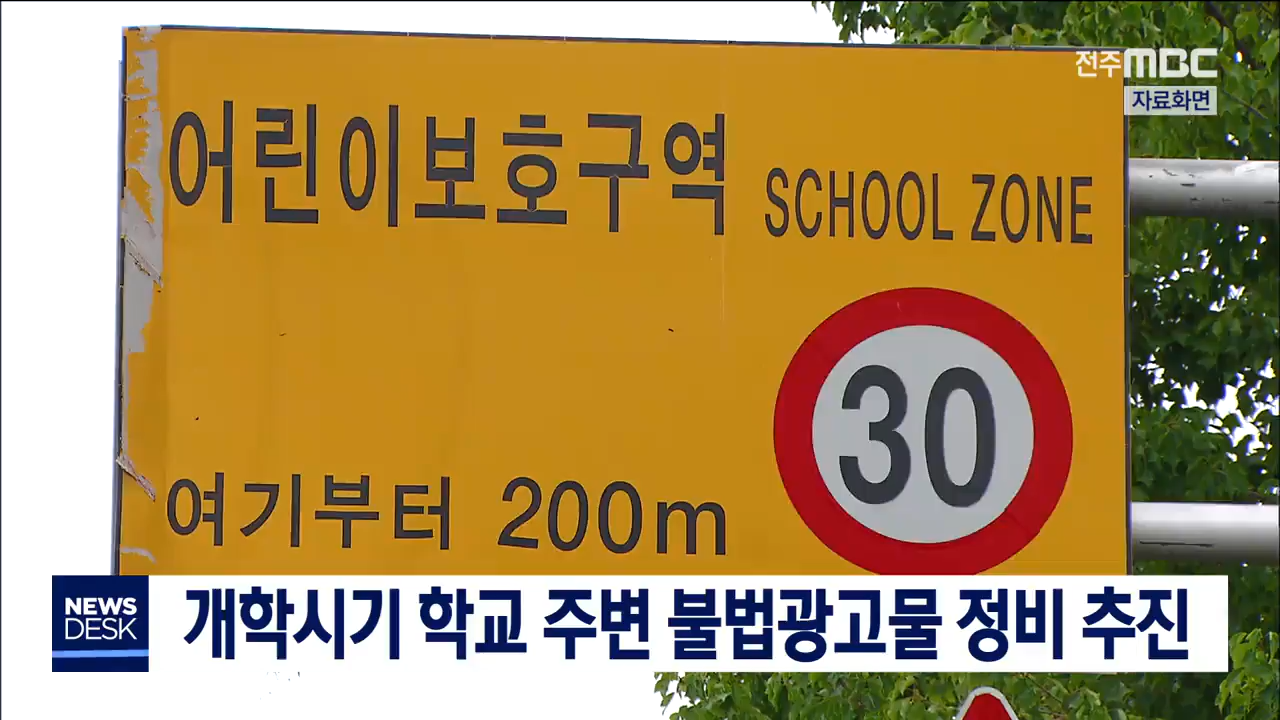 전주MBC
자료화면
어린이보호구역 SCHOOL ZONE
30
여기부터 200m
NEWS DESK
개학시기 학교 주변 불법광고물 정비 추진